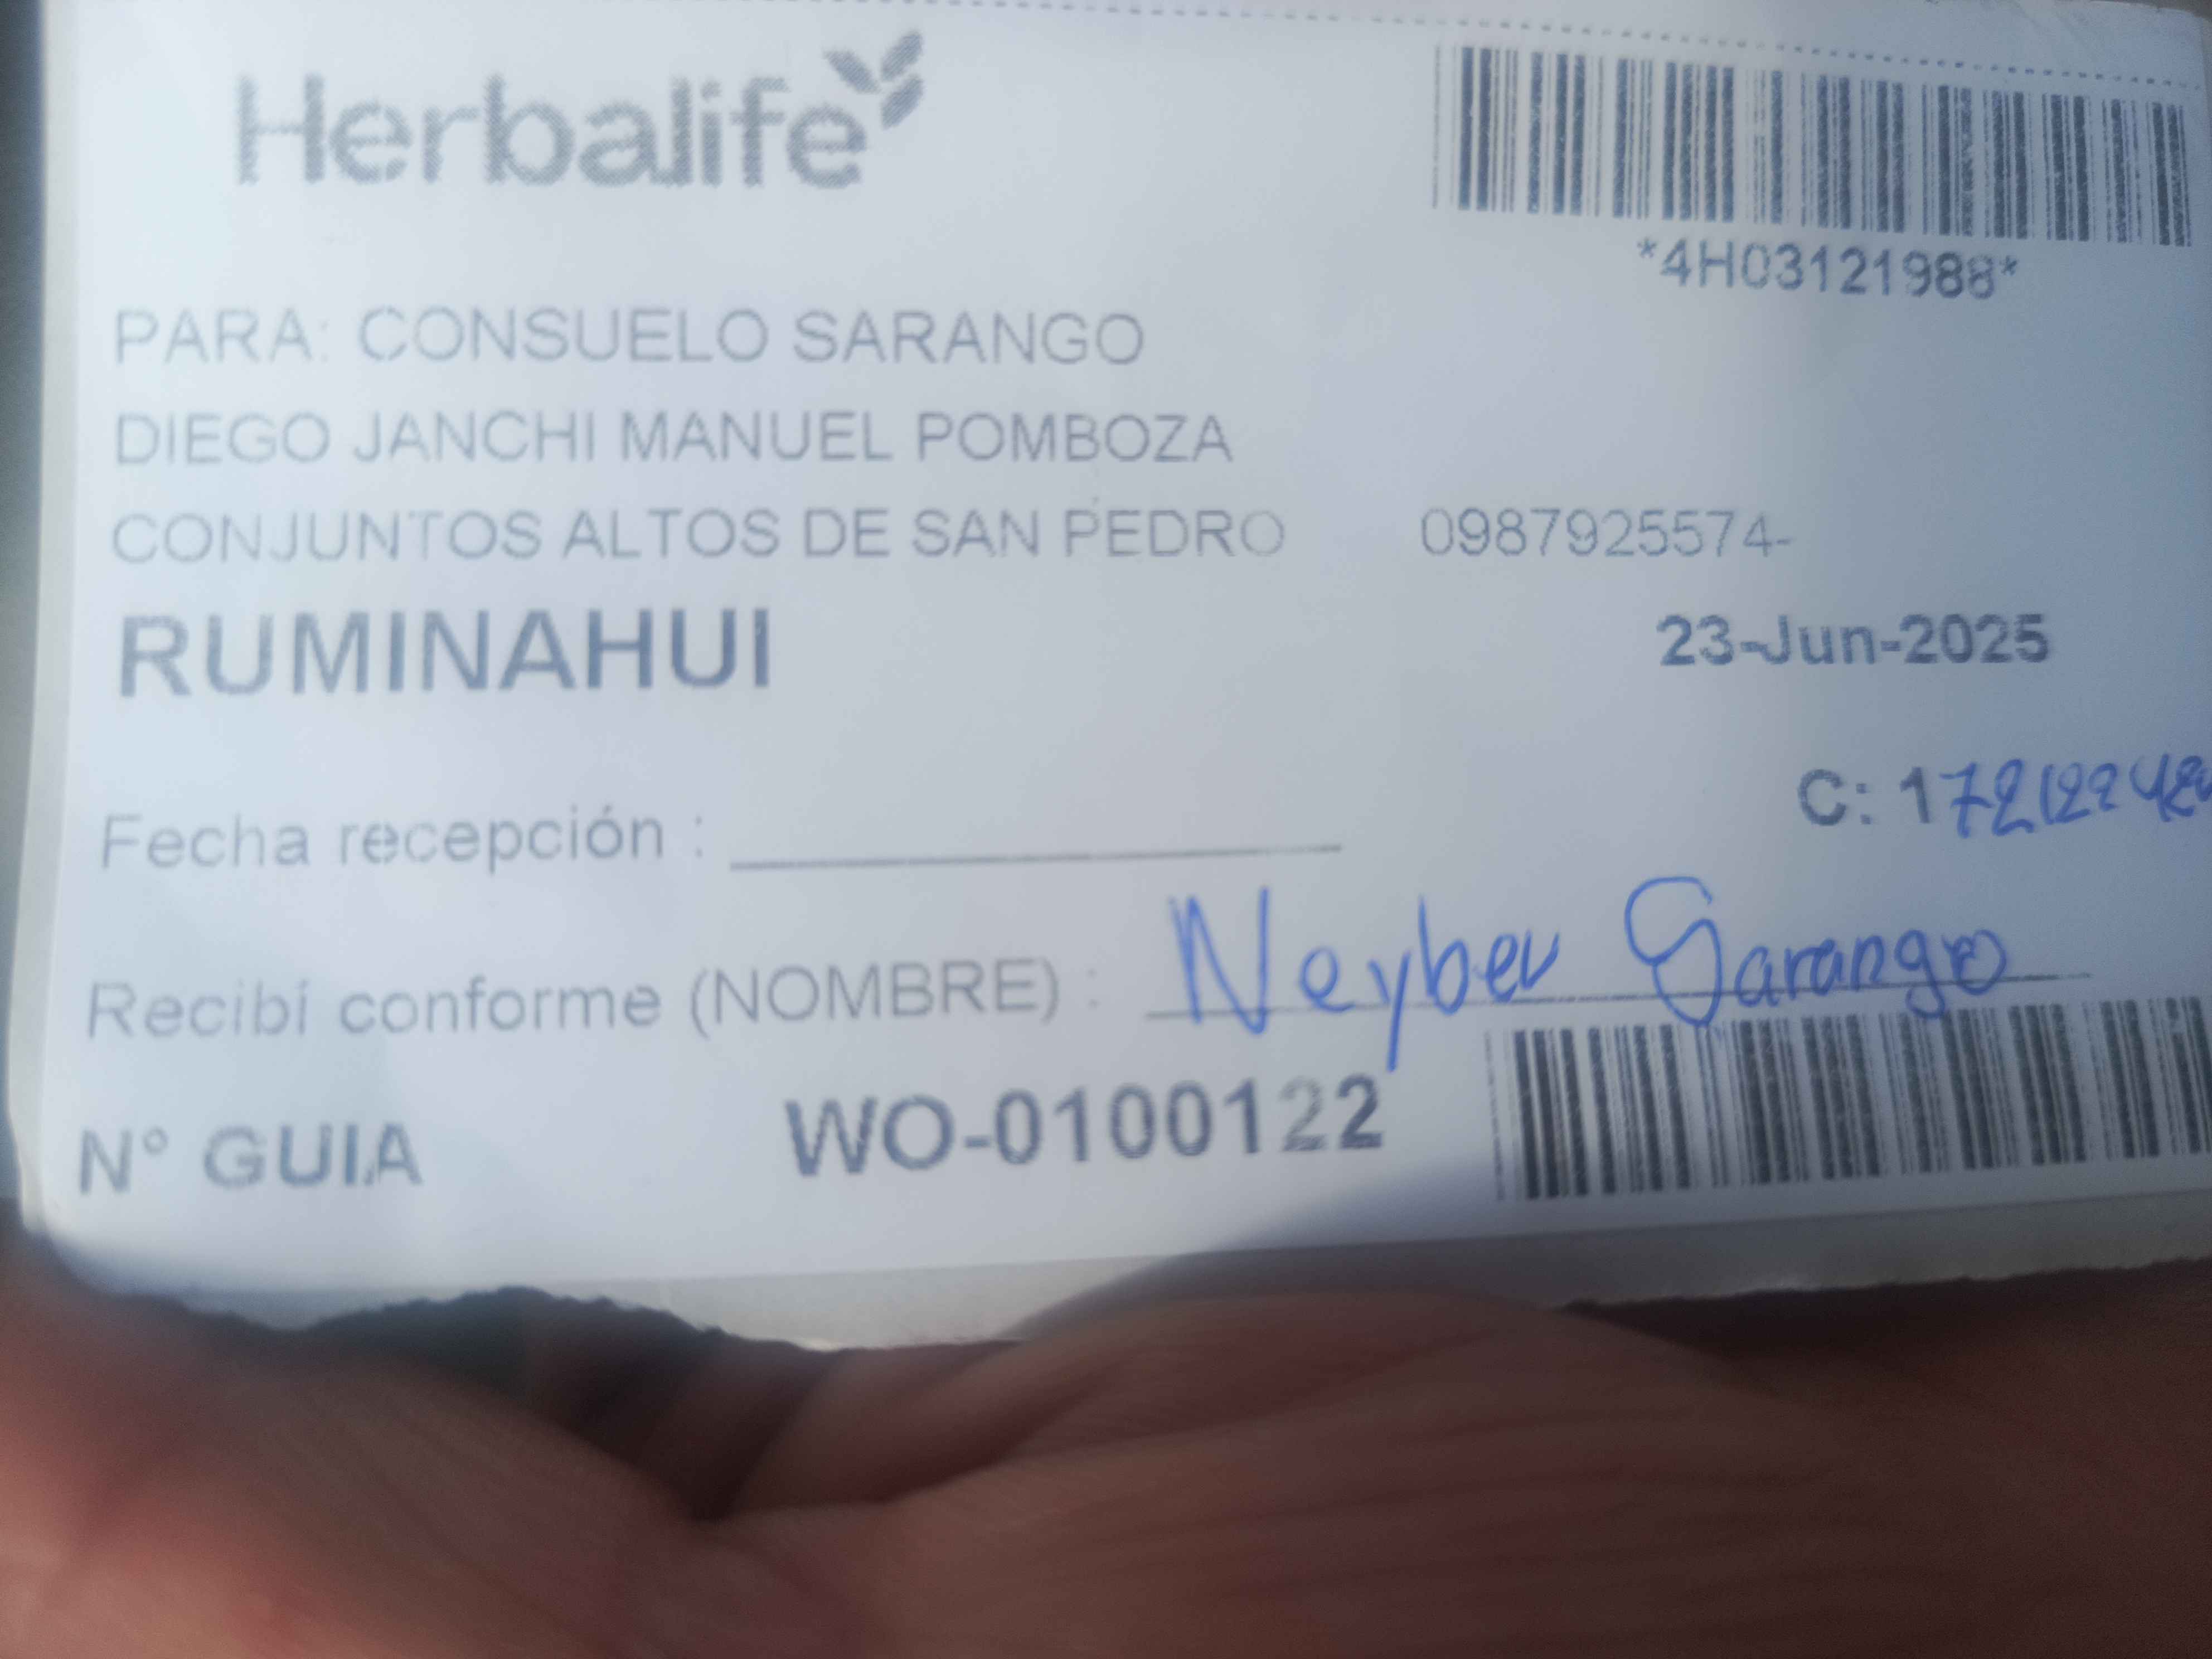 Herbalife
*4H03121988*
PARA: CONSUELO SARANGO
DIEGO JANCHI MANUEL POMBOZA
CONJUNTOS ALTOS DE SAN PEDRO 0987925574-
RUMINAHUI 23-Jun-2025
C: 1
Fecha recepción :
Recibí conforme (NOMBRE) : Neyber Sarango
N° GUIA WO-0100122